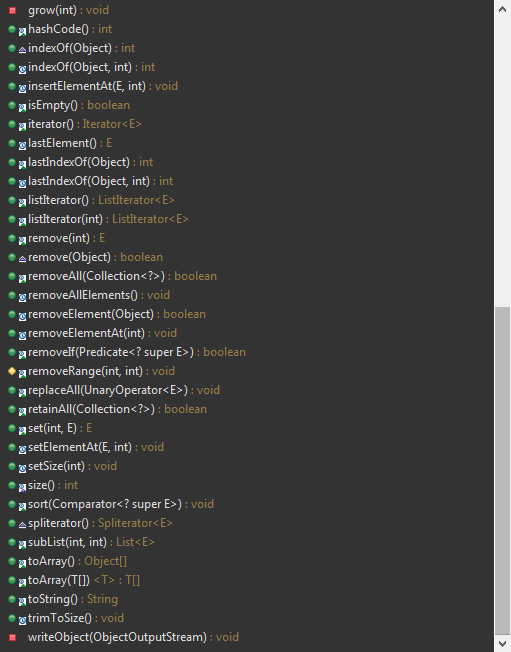 grow(int) : void
hashCode() : int
indexOf(Object) : int
indexOf(Object, int) : int
insertElementAt(E, int) : void
isEmpty() : boolean
iterator() : Iterator<E>
lastElement() : E
lastIndexOf(Object) : int
lastIndexOf(Object, int) : int
listIterator() : ListIterator<E>
listIterator(int) : ListIterator<E>
remove(int) : E
remove(Object) : boolean
removeAll(Collection<?>) : boolean
removeAllElements() : void
removeElement(Object) : boolean
removeElementAt(int) : void
removeIf(Predicate<? super E>) : boolean
removeRange(int, int) : void
replaceAll(UnaryOperator<E>) : void
retainAll(Collection<?>) : boolean
set(int, E) : E
setElementAt(E, int) : void
setSize(int) : void
size() : int
sort(Comparator<? super E>) : void
spliterator() : Spliterator<E>
subList(int, int) : List<E>
toArray() : Object[]
toArray(T[]) <T> : T[]
toString() : String
trimToSize() : void
writeObject(ObjectOutputStream) : void